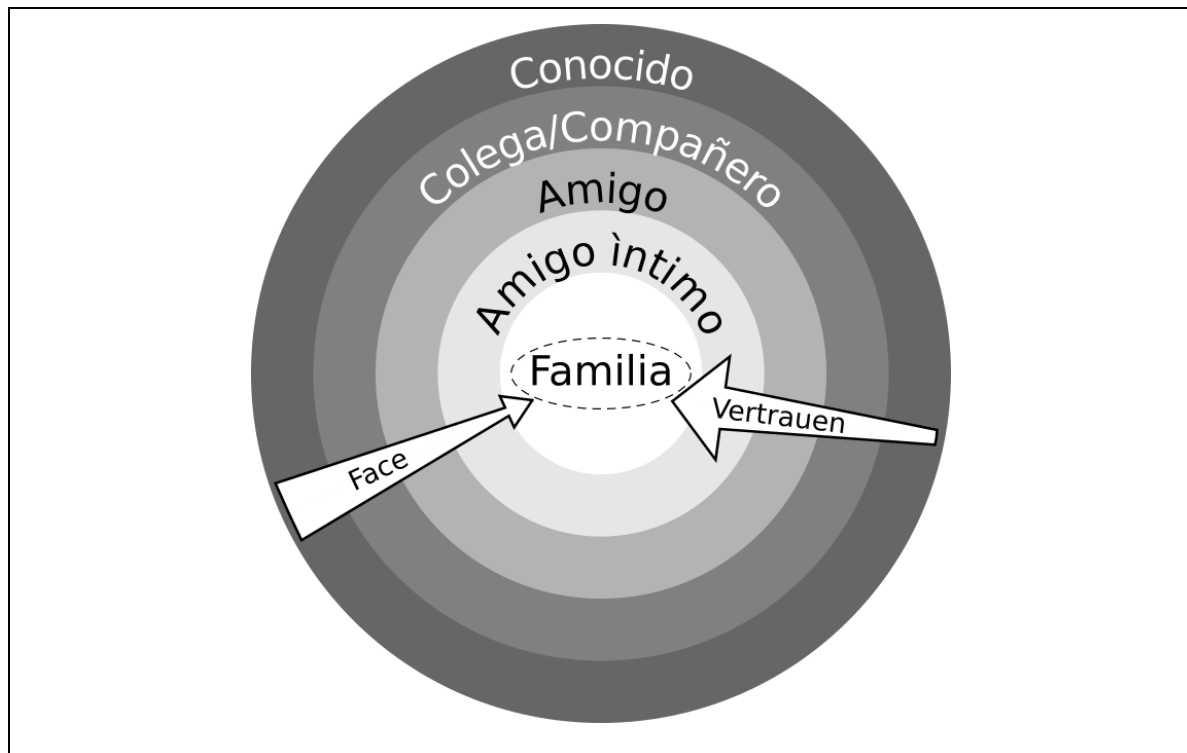 Conocido
Colega/Compañero
Amigo
Amigo ìntimo
Familia
Vertrauen
Face